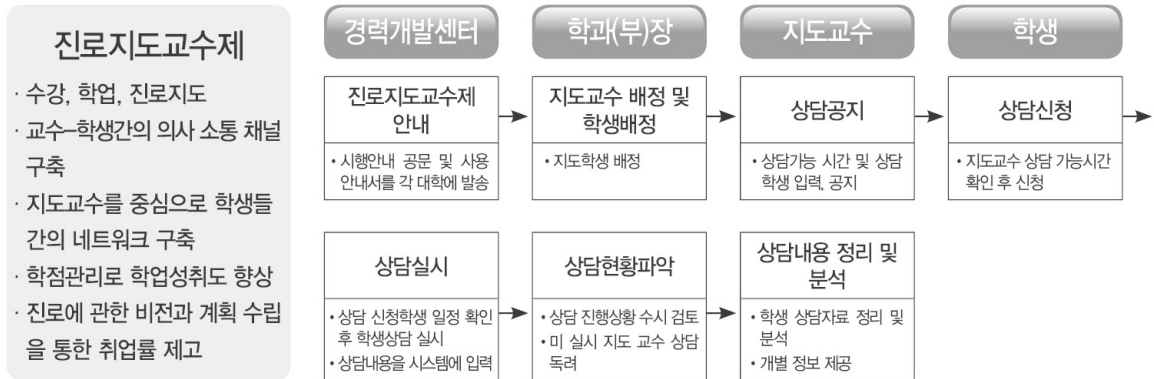 진로지도교수제
· 수강, 학업, 진로지도
· 교수-학생간의 의사 소통 채널
구축
· 지도교수를 중심으로 학생들
간의 네트워크 구축
· 학점관리로 학업성취도 향상
· 진로에 관한 비전과 계획 수립
을 통한 취업률 제고
경력개발센터
학과(부)장
지도교수
학생
진로지도교수제
안내
• 시행안내 공문 및 사용
안내서를 각 대학에 발송
지도교수 배정 및
학생배정
• 지도학생 배정
상담공지
• 상담가능 시간 및 상담
학생 입력, 공지
상담신청
• 지도교수 상담 가능시간
확인 후 신청
상담실시
• 상담 신청학생 일정 확인
후 학생상담 실시
• 상담내용을 시스템에 입력
상담현황파악
• 상담 진행상황 수시 검토
• 미 실시 지도 교수 상담
독려
상담내용 정리 및
분석
• 학생 상담자료 정리 및
분석
• 개별 정보 제공